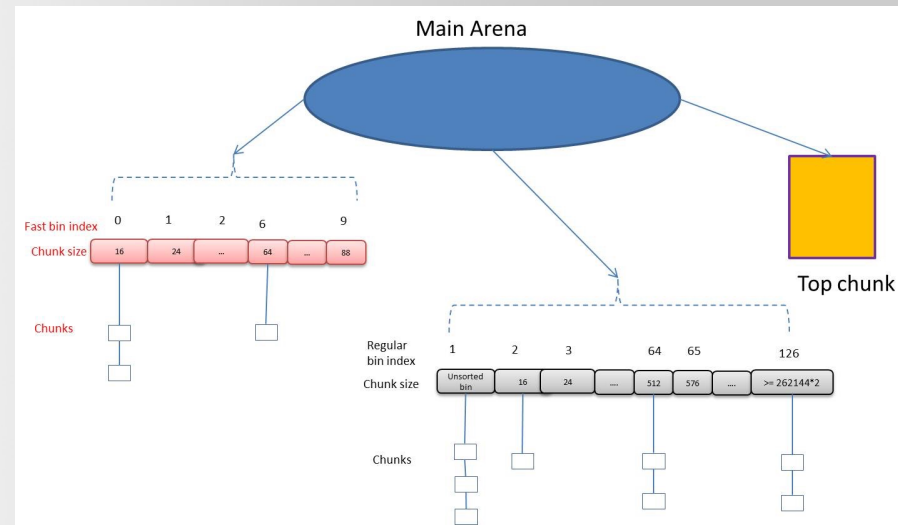 Main Arena
Fast bin index 0 1 2 6 9
Chunk size 16 24 ... 64 ... 88
Chunks
Top chunk
Regular bin index 1 2 3 64 65 126
Chunk size Unsorted bin 16 24 .... 512 576 .... >= 262144*2
Chunks